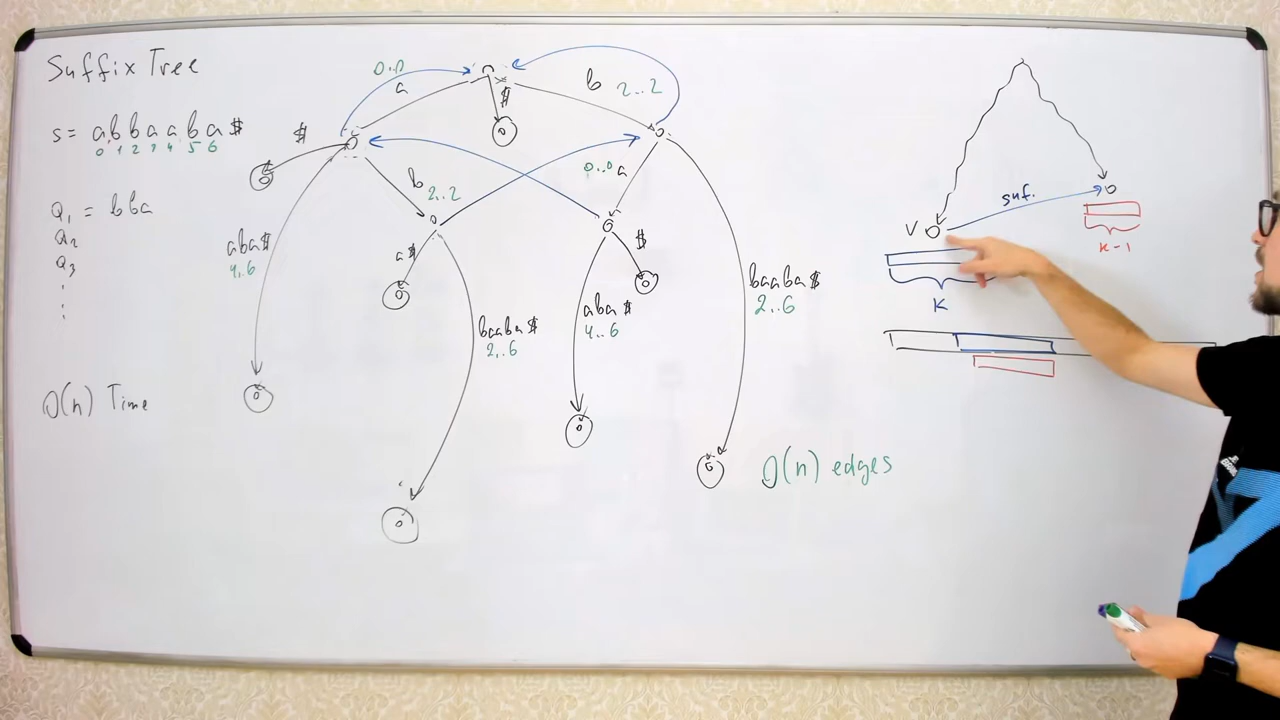 Suffix Tree
s = abbaaba$
0 1 2 3 4 5 6
Q1 = bba
Q2
Q3
O(n) Time
0..0
a
$
b
2..2
$
b
2..2
0..0 a
aba$
4..6
a$
baaba$
2..6
$
aba$
4..6
baaba$
2..6
O(n) edges
suf.
v
k-1
k